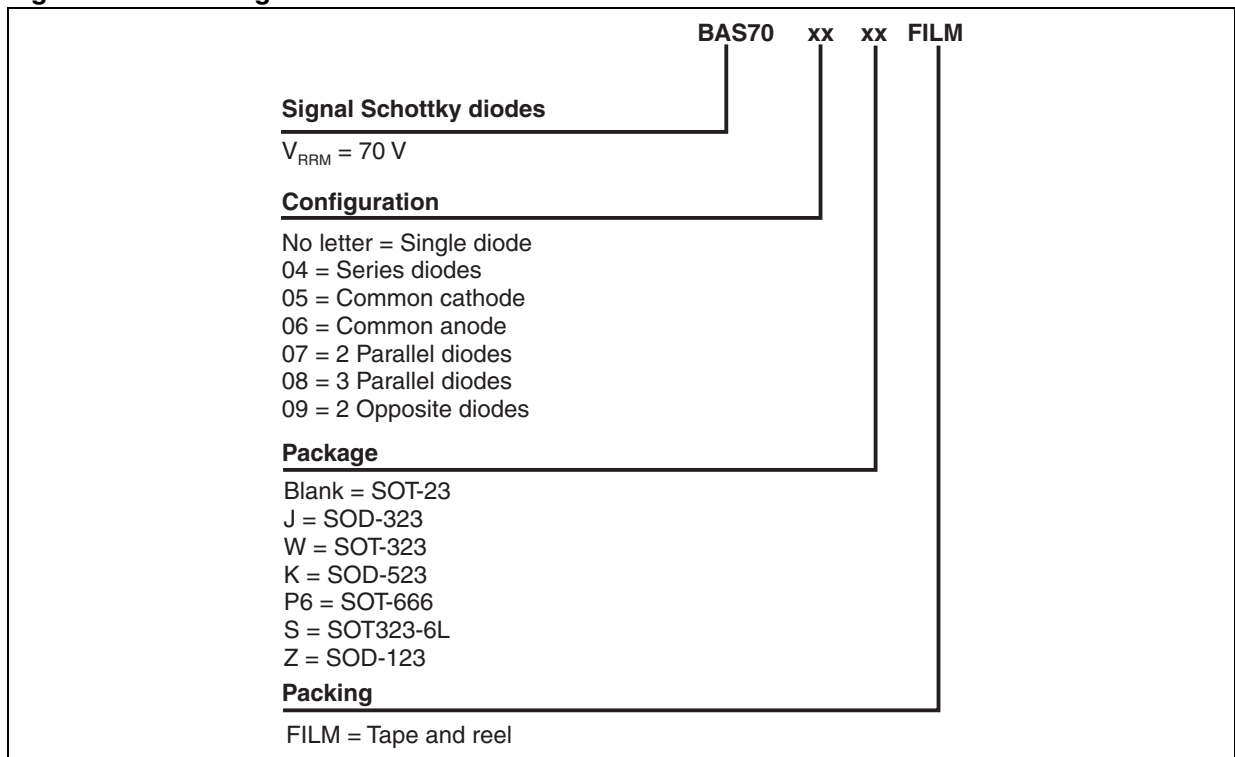 BAS70 xx xx FILM
Signal Schottky diodes
VRRM = 70 V
Configuration
No letter = Single diode
04 = Series diodes
05 = Common cathode
06 = Common anode
07 = 2 Parallel diodes
08 = 3 Parallel diodes
09 = 2 Opposite diodes
Package
Blank = SOT-23
J = SOD-323
W = SOT-323
K = SOD-523
P6 = SOT-666
S = SOT323-6L
Z = SOD-123
Packing
FILM = Tape and reel